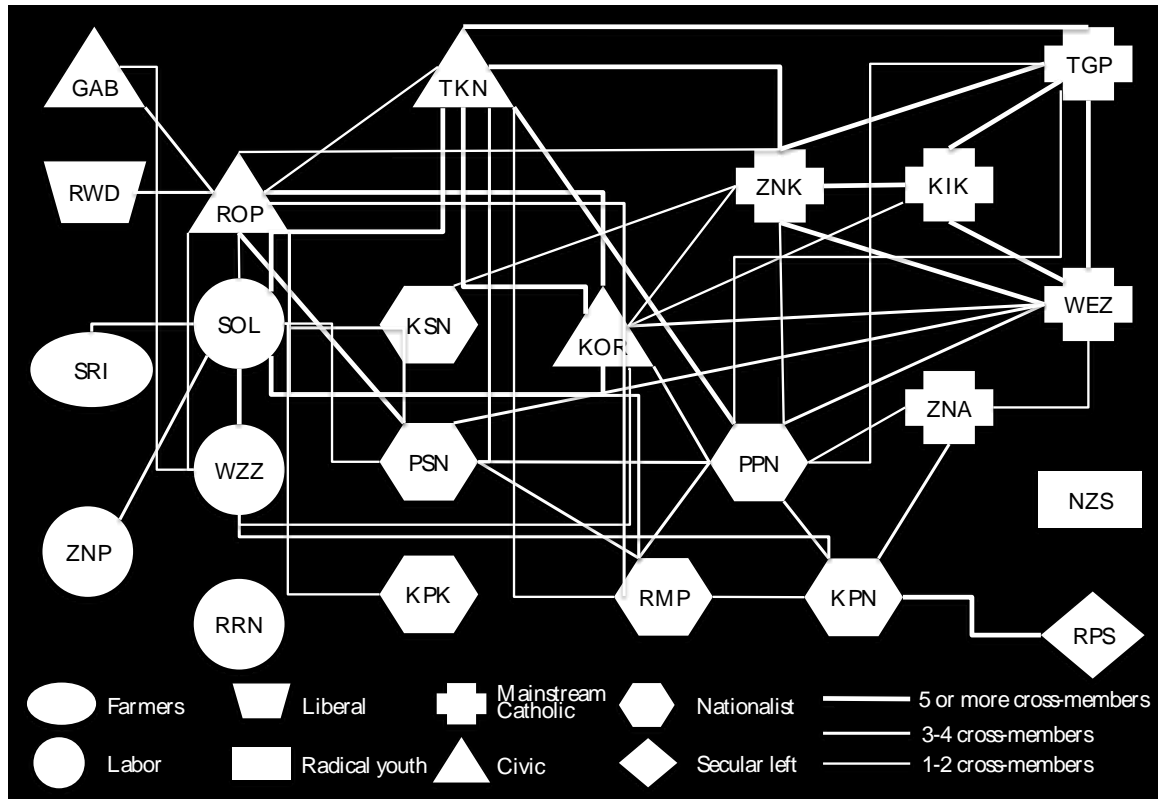 GAB
TKN
TGP
RWD
ROP
ZNK
KIK
SOL
KSN
KOR
WEZ
SRI
ZNA
WZZ
PSN
PPN
NZS
ZNP
KPK
RMP
KPN
RRN
RPS
Farmers
Liberal
Mainstream
Catholic
Nationalist
5 or more cross-members
3-4 cross-members
Labor
Radical youth
Civic
Secular left
1-2 cross-members